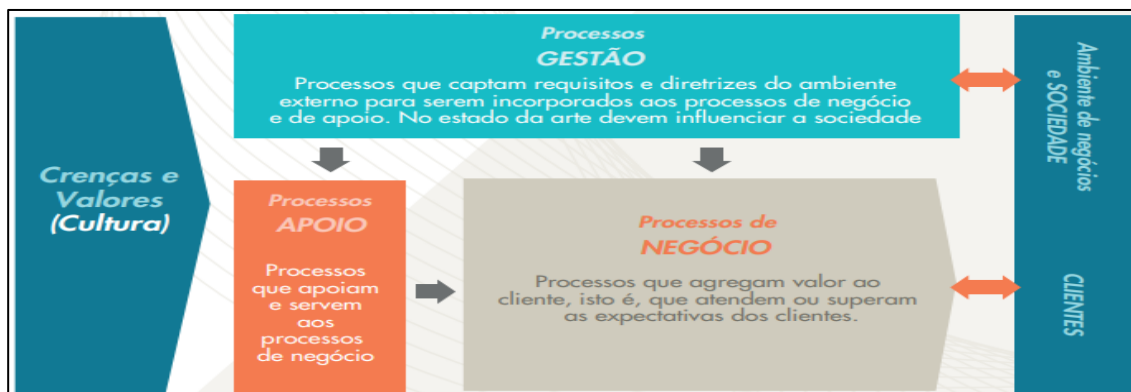 Crenças e
Valores
(Cultura)
Processos
GESTÃO
Processos que captam requisitos e diretrizes do ambiente
externo para serem incorporados aos processos de negócio
e de apoio. No estado da arte devem influenciar a sociedade
Processos
APOIO
Processos
que apoiam
e servem
aos
processos
de negócio
Processos de
NEGÓCIO
Processos que agregam valor ao
cliente, isto é, que atendem ou superam
as expectativas dos clientes.
Ambiente de negócios
e SOCIEDADE
CLIENTES